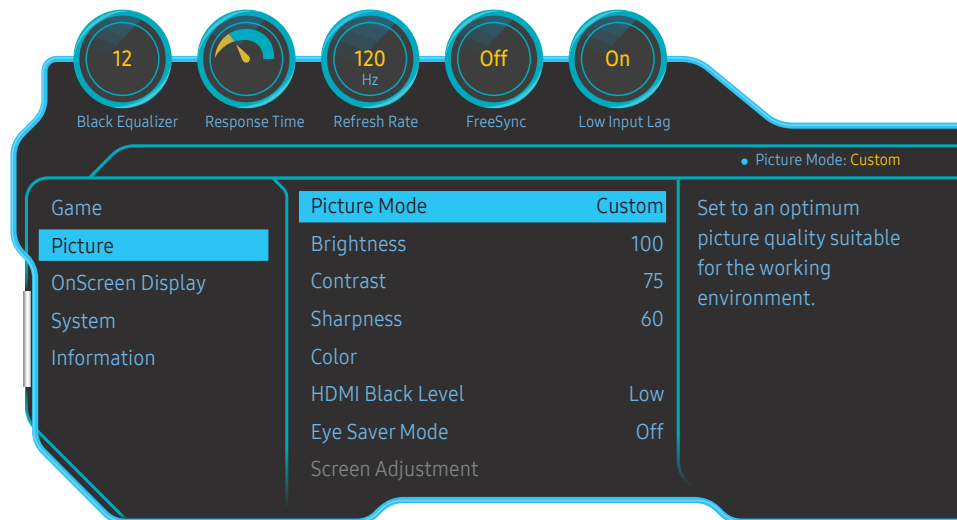 12
120
Hz
Off
On
Black Equalizer
Response Time
Refresh Rate
FreeSync
Low Input Lag
Picture Mode: Custom
Game
Picture
OnScreen Display
System
Information
Picture Mode Custom
Brightness 100
Contrast 75
Sharpness 60
Color
HDMI Black Level Low
Eye Saver Mode Off
Screen Adjustment
Set to an optimum
picture quality suitable
for the working
environment.